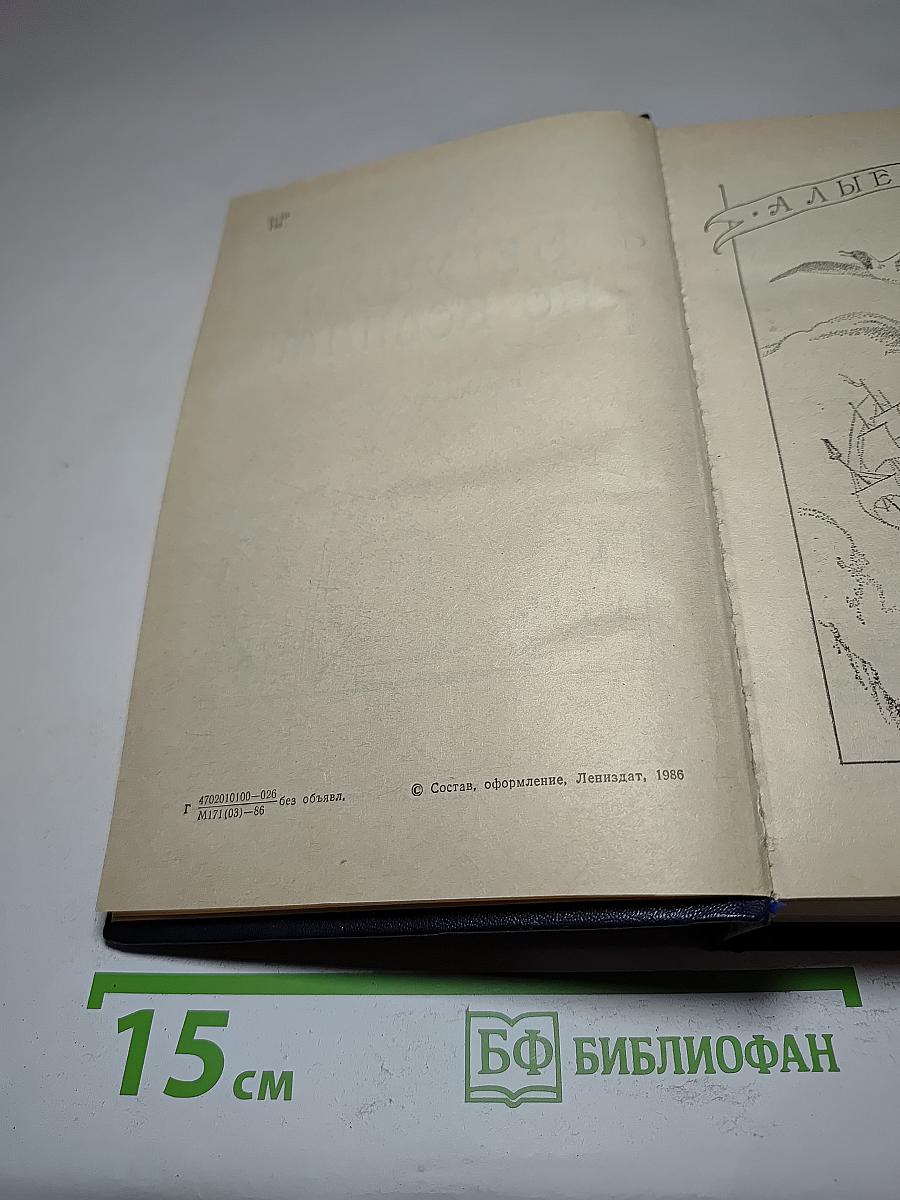 АЛЫЕ
Г 4702010100—026 без объявл.
М171(03)—86
© Состав, оформление, Лениздат, 1986
15 см
БФ БИБЛИОФАН